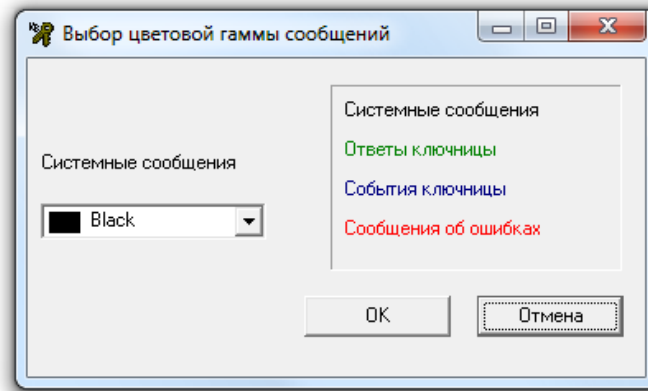 Выбор цветовой гаммы сообщений
Системные сообщения
Black
Системные сообщения
Ответы ключницы
События ключницы
Сообщения об ошибках
OK
Отмена